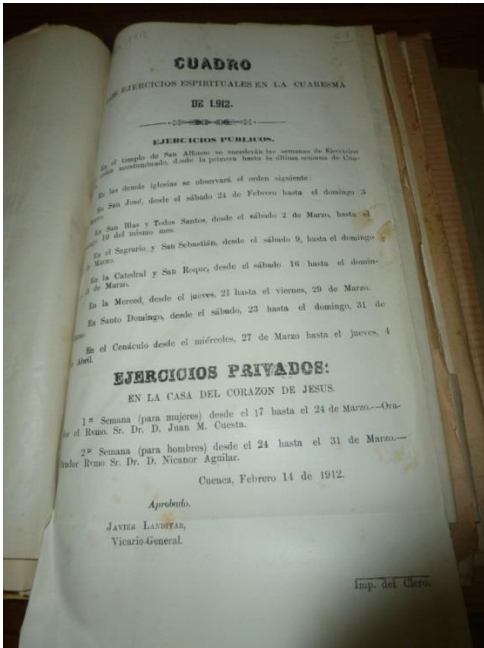 CUADRO
EJERCICIOS ESPIRITUALES EN LA CUARESMA
DE 1.912.
EJERCICIOS PUBLICOS.
En el templo de San Alfonso se sucederán las semanas de Ejercicios
acostumbrado, desde la primera hasta la última semana de Cua-
En las demás iglesias se observará el orden siguiente:
En San José, desde el sábado 24 de Febrero hasta el domingo 3
En San Blas y Todos Santos, desde el sábado 2 de Marzo, hasta el
10 del mismo mes.
En el Sagrario y San Sebastián, desde el sábado 9, hasta el domingo
de Marzo.
En la Catedral y San Roque, desde el sábado 16 hasta el domin-
de Marzo.
En la Merced, desde el jueves, 21 hasta el viernes, 29 de Marzo.
En Santo Domingo, desde el sábado, 23 hasta el domingo, 31 de
En el Cenáculo desde el miércoles, 27 de Marzo hasta el jueves, 4
Abril.
EJERCICIOS PRIVADOS:
EN LA CASA DEL CORAZON DE JESUS.
1.ª Semana (para mujeres) desde el 17 hasta el 24 de Marzo.—Ora-
dor el Rvmo. Sr. Dr. D. Juan M. Cuesta.
2.ª Semana (para hombres) desde el 24 hasta el 31 de Marzo.—
Orador Rvmo Sr. Dr. D. Nicanor Aguilar.
Cuenca, Febrero 14 de 1912.
Aprobado.
JAVIER LANDIVAR,
Vicario General.
Imp. del Clero.